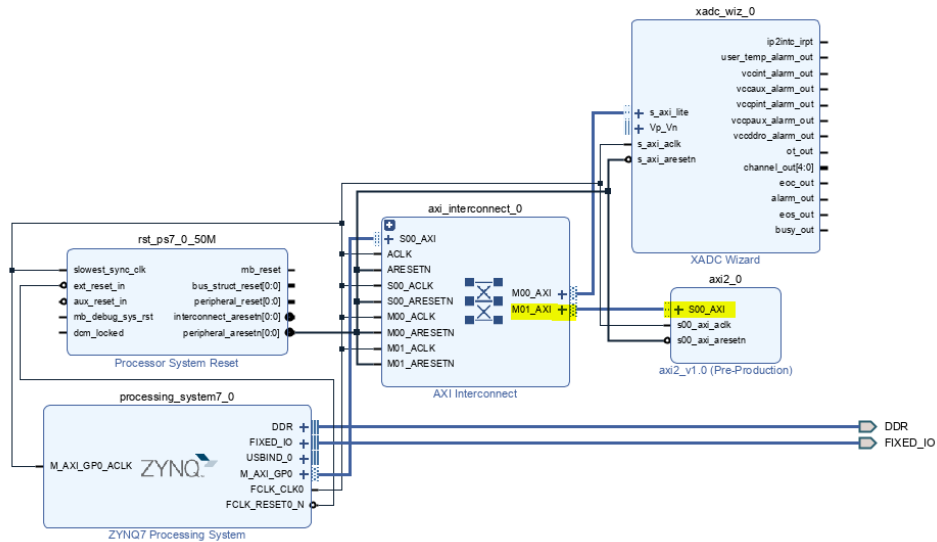 xadc_wiz_0
ip2intc_irpt
user_temp_alarm_out
vccint_alarm_out
vccaux_alarm_out
vccpint_alarm_out
vccpaux_alarm_out
vccddro_alarm_out
ot_out
channel_out[4:0]
eoc_out
alarm_out
eos_out
busy_out
s_axi_lite
Vp_Vn
s_axi_aclk
s_axi_aresetn
XADC Wizard
axi_interconnect_0
S00_AXI
ACLK
ARESETN
S00_ACLK
S00_ARESETN
M00_ACLK
M00_ARESETN
M01_ACLK
M01_ARESETN
M00_AXI
M01_AXI
AXI Interconnect
axi2_0
S00_AXI
s00_axi_aclk
s00_axi_aresetn
axi2_v1.0 (Pre-Production)
rst_ps7_0_50M
slowest_sync_clk
ext_reset_in
aux_reset_in
mb_debug_sys_rst
dcm_locked
mb_reset
bus_struct_reset[0:0]
peripheral_reset[0:0]
interconnect_aresetn[0:0]
peripheral_aresetn[0:0]
Processor System Reset
processing_system7_0
M_AXI_GP0_ACLK
ZYNQ
DDR
FIXED_IO
USBIND_0
M_AXI_GP0
FCLK_CLK0
FCLK_RESET0_N
ZYNQ7 Processing System
DDR
FIXED_IO